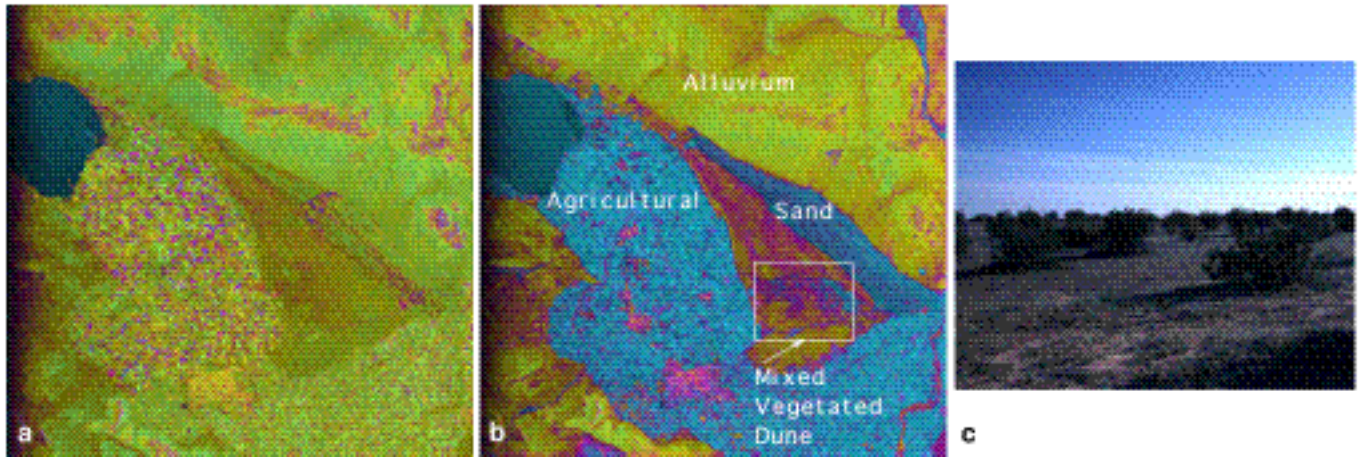 Alluvium
Agricultural
Sand
Mixed
Vegetated
Dune
a
b
c